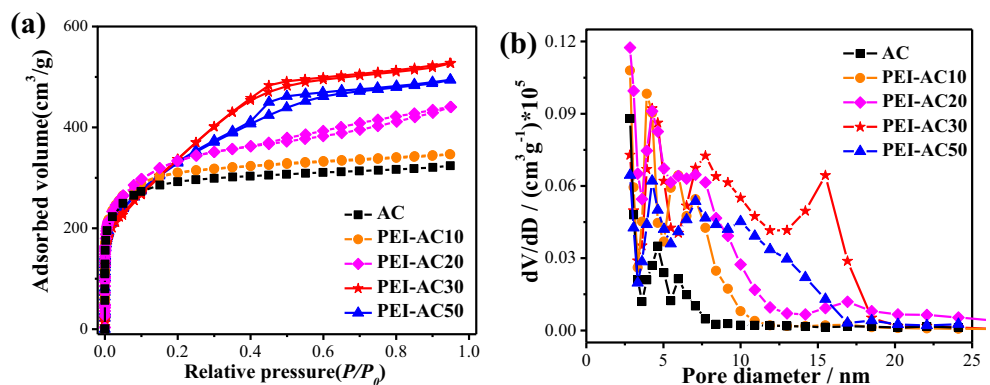 (a)
600
400
200
0
Adsorbed volume(cm³/g)
0.0 0.2 0.4 0.6 0.8 1.0
Relative pressure(P/P₀)
AC
PEI-AC10
PEI-AC20
PEI-AC30
PEI-AC50
(b)
0.12
0.09
0.06
0.03
0.00
dV/dD / (cm³g⁻¹)*10⁵
0 5 10 15 20 25
Pore diameter / nm
AC
PEI-AC10
PEI-AC20
PEI-AC30
PEI-AC50